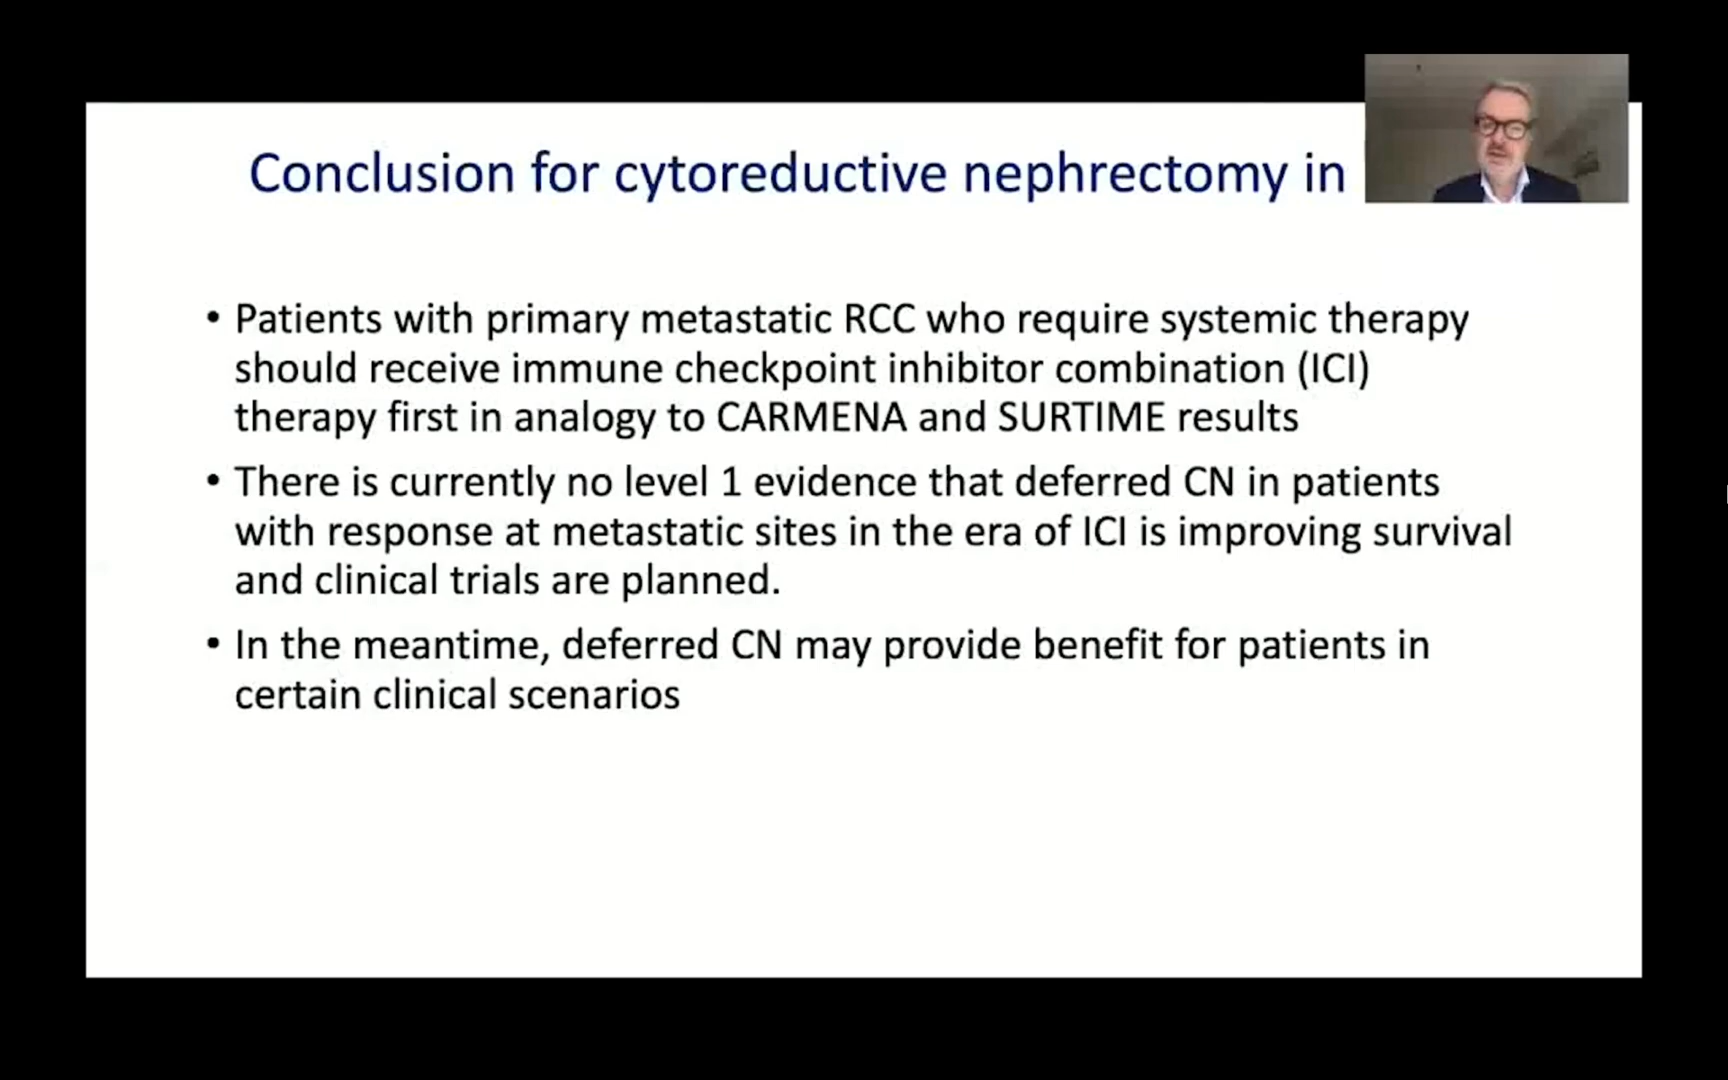 Conclusion for cytoreductive nephrectomy in
• Patients with primary metastatic RCC who require systemic therapy
should receive immune checkpoint inhibitor combination (ICI)
therapy first in analogy to CARMENA and SURTIME results
• There is currently no level 1 evidence that deferred CN in patients
with response at metastatic sites in the era of ICI is improving survival
and clinical trials are planned.
• In the meantime, deferred CN may provide benefit for patients in
certain clinical scenarios